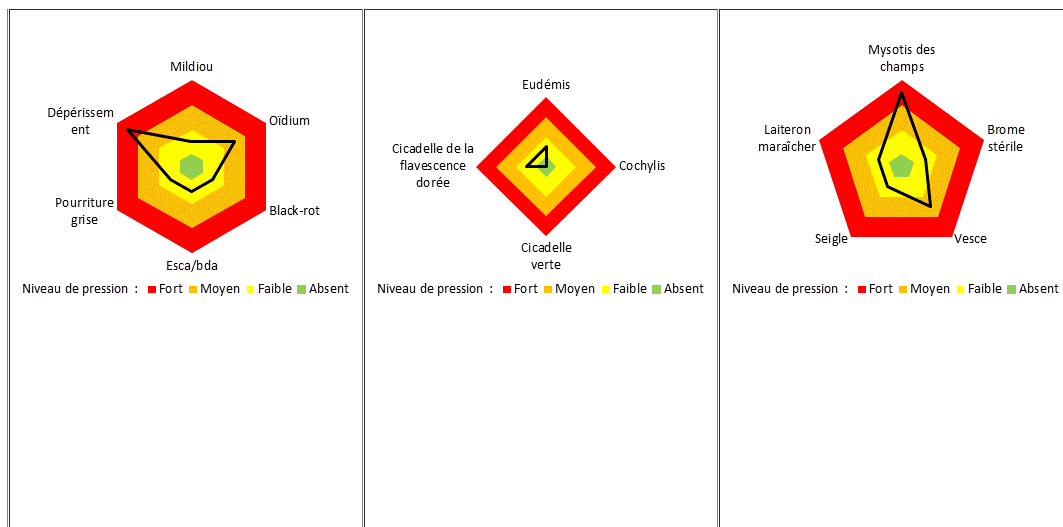 Mildiou
Dépérissem
ent
Oïdium
Pourriture
grise
Black-rot
Esca/bda
Niveau de pression : Fort Moyen Faible Absent
Eudémis
Cicadelle de la
flavescence
dorée
Cochylis
Cicadelle
verte
Niveau de pression : Fort Moyen Faible Absent
Mysotis des
champs
Laiteron
maraîcher
Brome
stérile
Seigle
Vesce
Niveau de pression : Fort Moyen Faible Absent